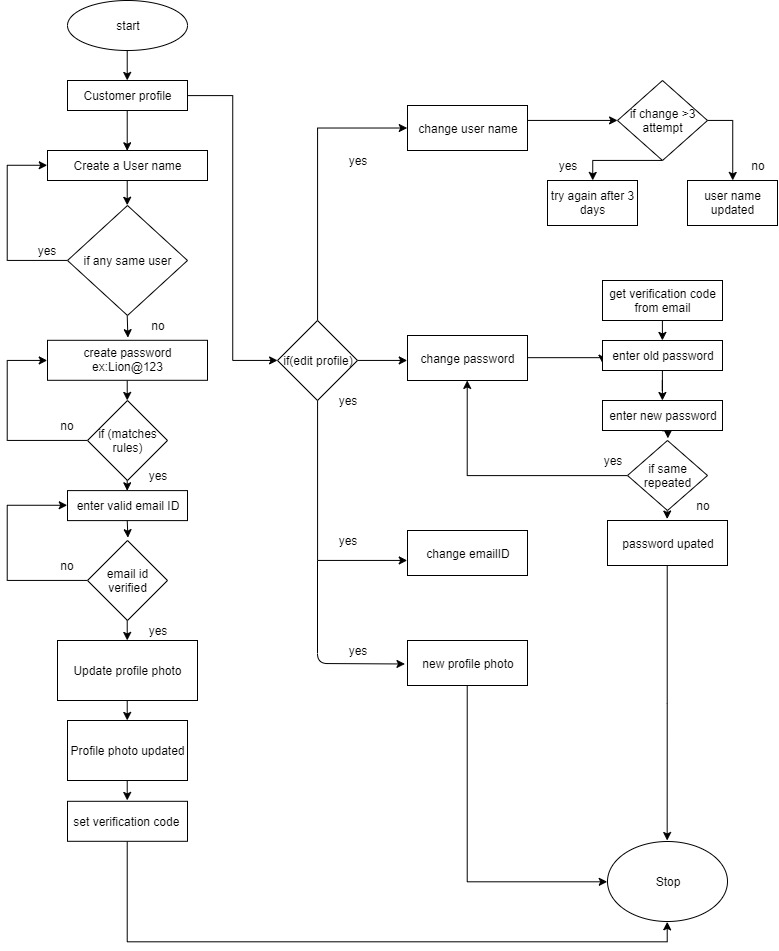 start
Customer profile
Create a User name
if any same user
yes
no
create password
ex:Lion@123
if (matches
rules)
no
yes
enter valid email ID
email id
verified
no
yes
Update profile photo
Profile photo updated
set verification code
if(edit profile)
yes
change user name
if change >3
attempt
yes
no
try again after 3
days
user name
updated
yes
change password
get verification code
from email
enter old password
enter new password
if same
repeated
yes
no
password upated
yes
change emailID
yes
new profile photo
Stop